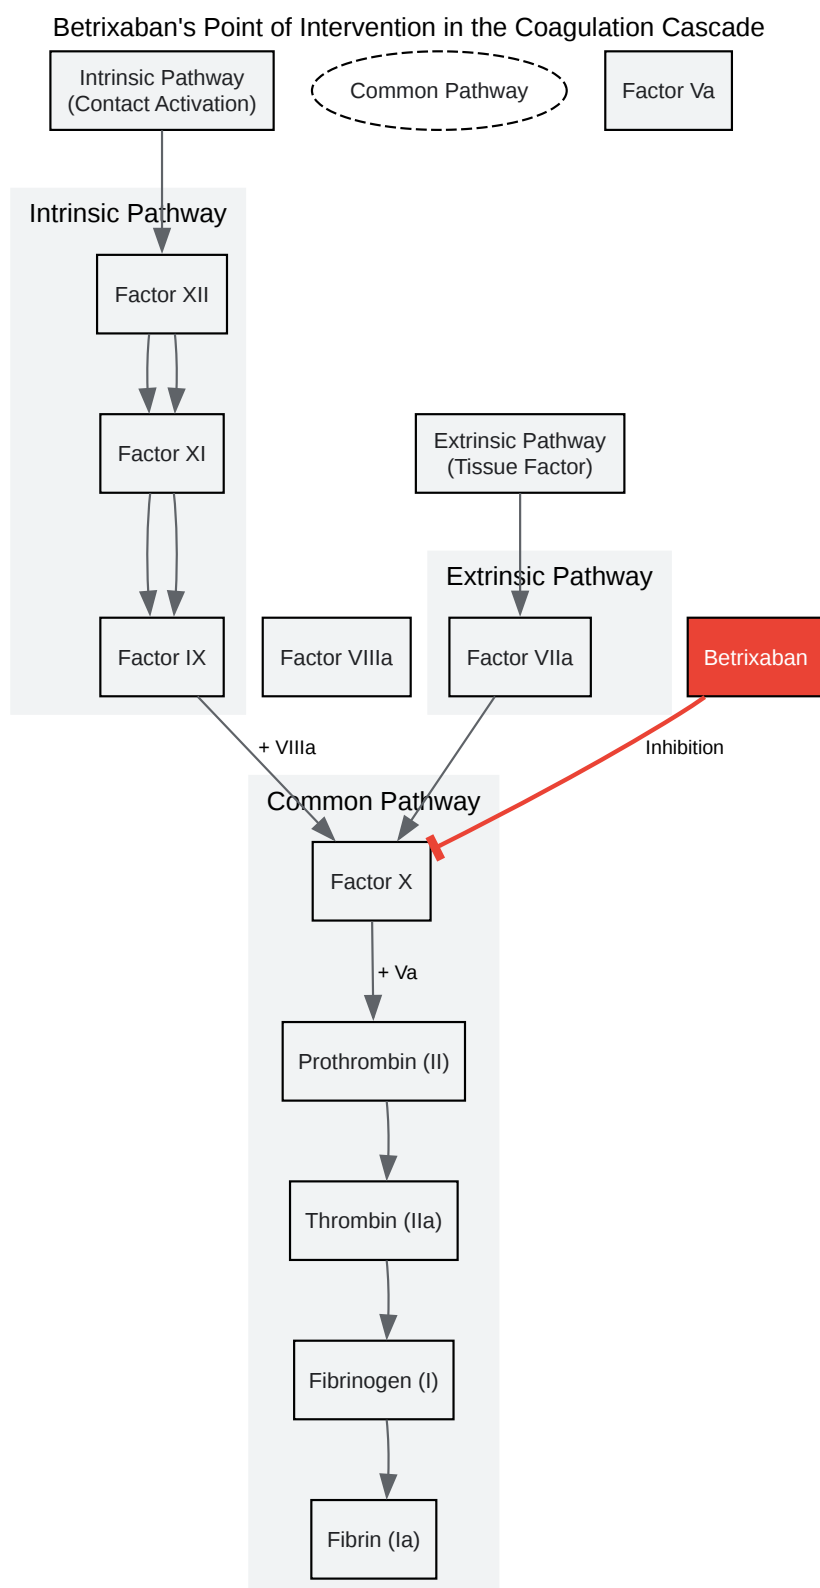 Betrixaban's Point of Intervention in the Coagulation Cascade
Intrinsic Pathway
(Contact Activation)
Common Pathway
Factor Va
Intrinsic Pathway
Factor XII
Factor XI
Extrinsic Pathway
(Tissue Factor)
Extrinsic Pathway
Factor IX
Factor VIIIa
Factor VIIa
Betrixaban
+ VIIIa
Inhibition
Common Pathway
Factor X
+ Va
Prothrombin (II)
Thrombin (IIa)
Fibrinogen (I)
Fibrin (Ia)